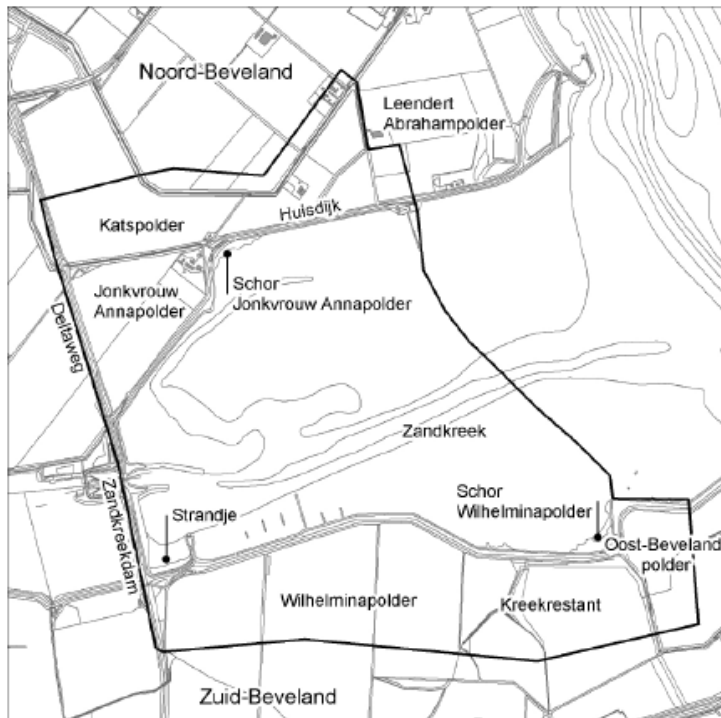 Noord-Beveland
Leendert
Abrahampolder
Katspolder
Huisdijk
Jonkvrouw
Annapolder
Schor
Jonkvrouw Annapolder
Deltaweg
Zandkreek
Zandkreekdam
Strandje
Schor
Wilhelminapolder
Oost-Beveland
polder
Wilhelminapolder
Kreekrestant
Zuid-Beveland